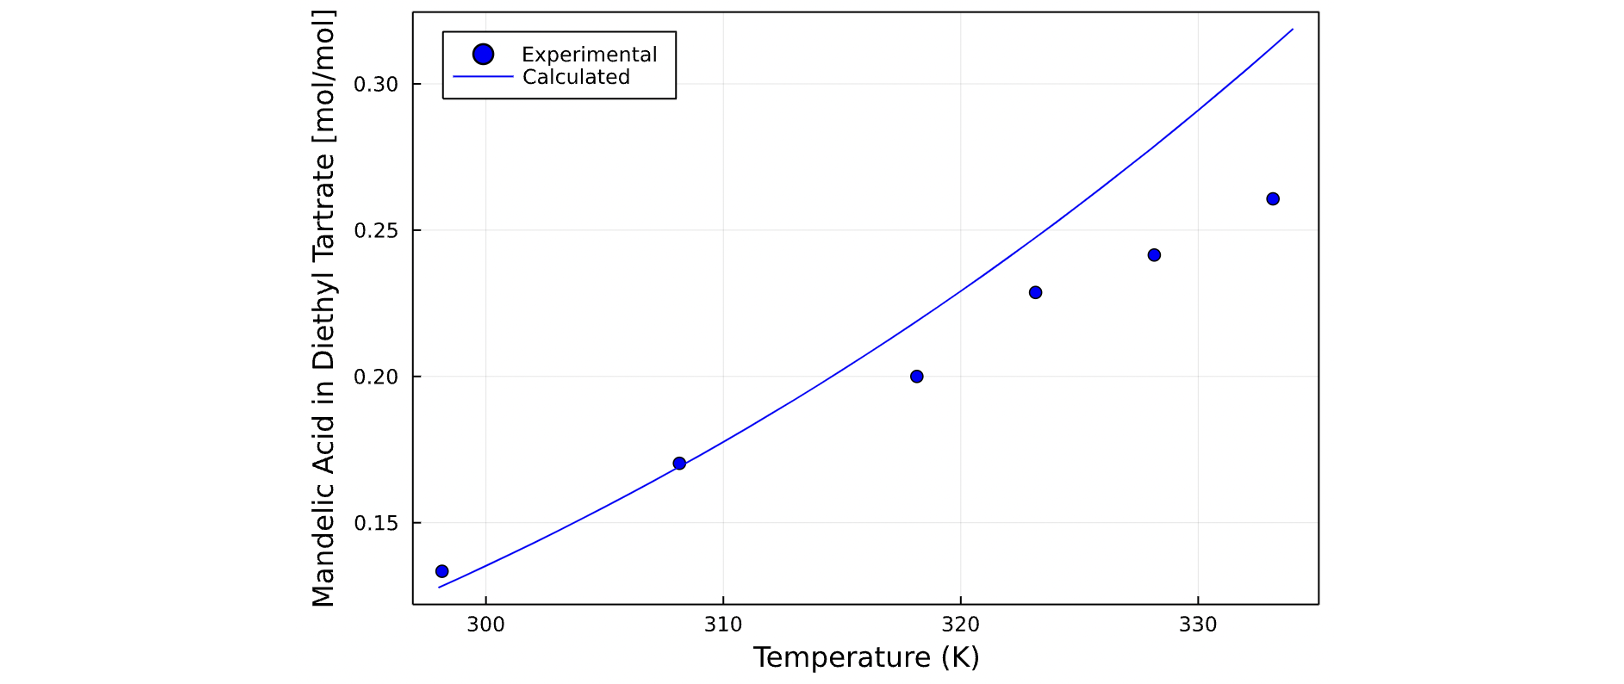 Mandelic Acid in Diethyl Tartrate [mol/mol]
Experimental
Calculated
0.30
0.25
0.20
0.15
300
310
320
330
Temperature (K)